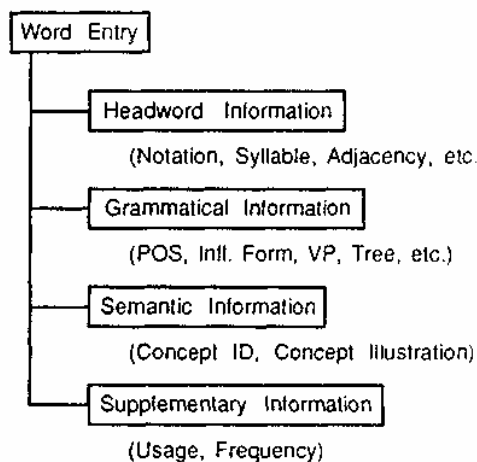 Word Entry
Headword Information
(Notation, Syllable, Adjacency, etc.
Grammatical Information
(POS, Infl. Form, VP, Tree, etc.)
Semantic Information
(Concept ID, Concept Illustration)
Supplementary Information
(Usage, Frequency)